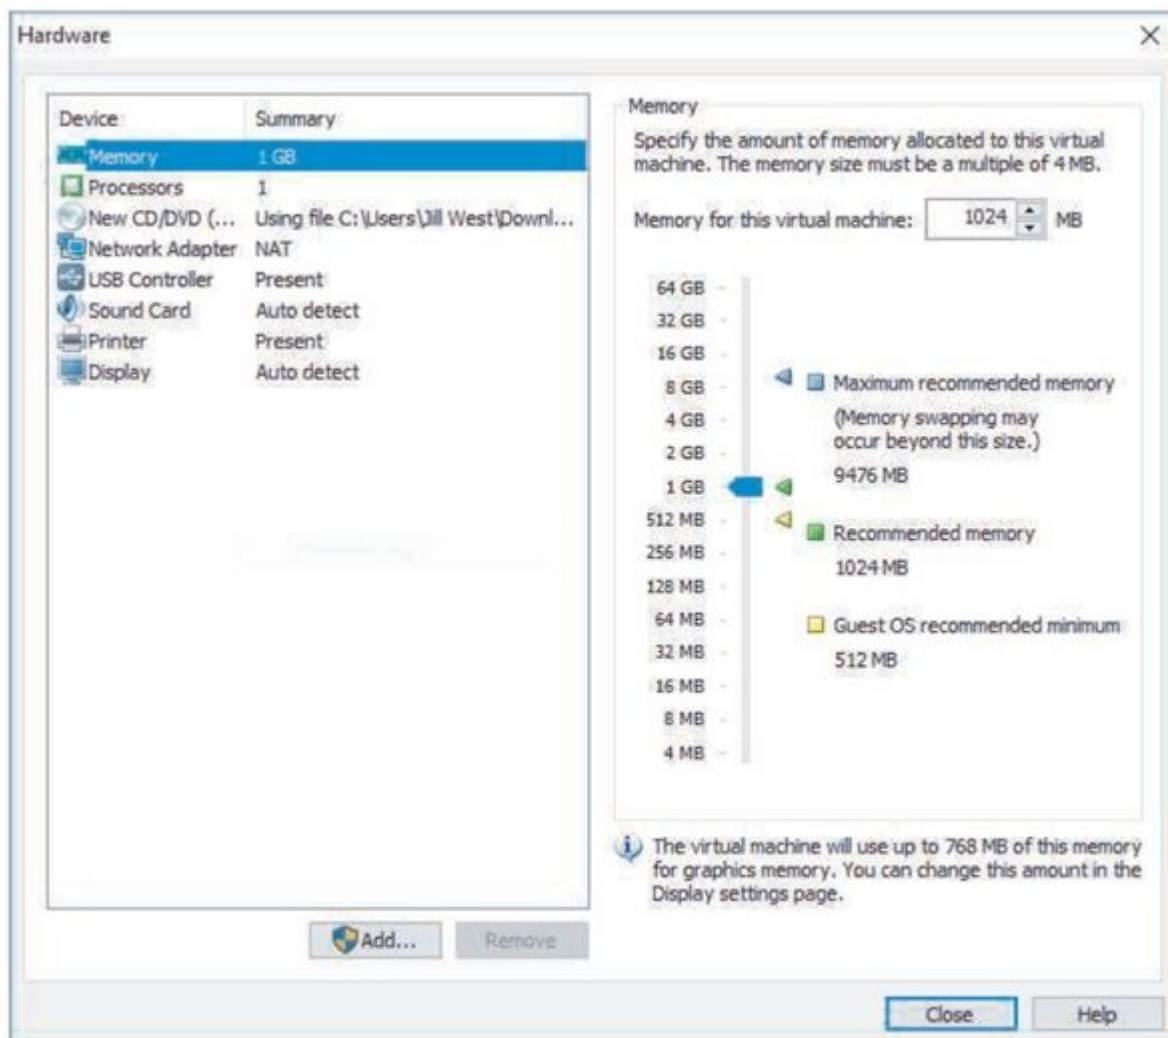 Hardware
Device Summary
Memory 1 GB
Processors 1
New CD/DVD (... Using file C:\Users\Jill West\Downl...
Network Adapter NAT
USB Controller Present
Sound Card Auto detect
Printer Present
Display Auto detect
Add...
Remove
Memory
Specify the amount of memory allocated to this virtual
machine. The memory size must be a multiple of 4 MB.
Memory for this virtual machine: 1024 MB
64 GB
32 GB
16 GB
8 GB
4 GB
2 GB
1 GB
512 MB
256 MB
128 MB
64 MB
32 MB
16 MB
8 MB
4 MB
Maximum recommended memory
(Memory swapping may
occur beyond this size.)
9476 MB
Recommended memory
1024 MB
Guest OS recommended minimum
512 MB
The virtual machine will use up to 768 MB of this memory
for graphics memory. You can change this amount in the
Display settings page.
Close
Help